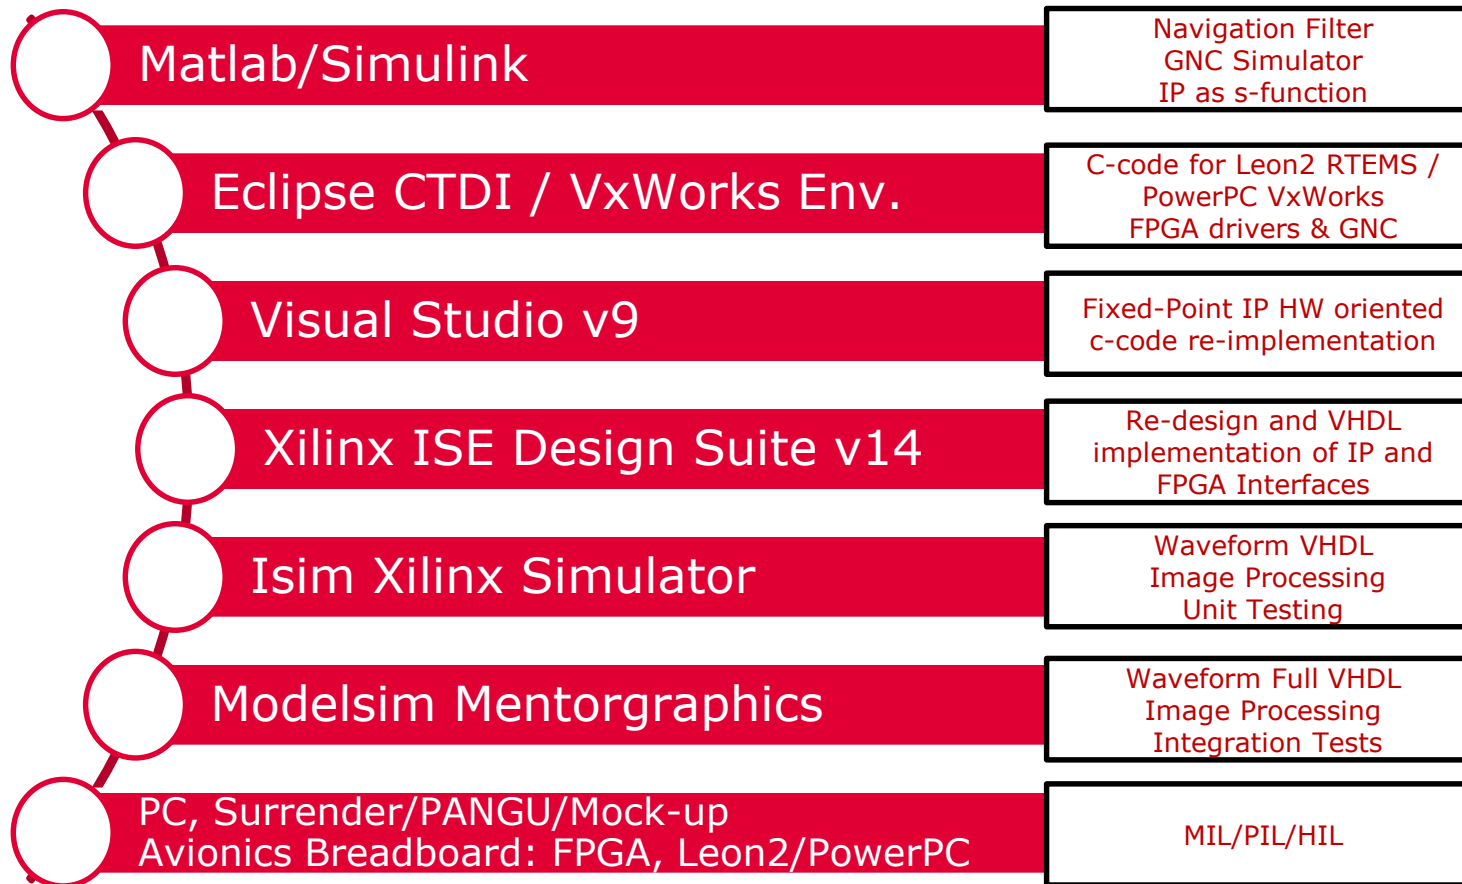 Matlab/Simulink
Navigation Filter
GNC Simulator
IP as s-function
Eclipse CTDI / VxWorks Env.
C-code for Leon2 RTEMS /
PowerPC VxWorks
FPGA drivers & GNC
Visual Studio v9
Fixed-Point IP HW oriented
c-code re-implementation
Xilinx ISE Design Suite v14
Re-design and VHDL
implementation of IP and
FPGA Interfaces
Isim Xilinx Simulator
Waveform VHDL
Image Processing
Unit Testing
Modelsim Mentorgraphics
Waveform Full VHDL
Image Processing
Integration Tests
PC, Surrender/PANGU/Mock-up
Avionics Breadboard: FPGA, Leon2/PowerPC
MIL/PIL/HIL